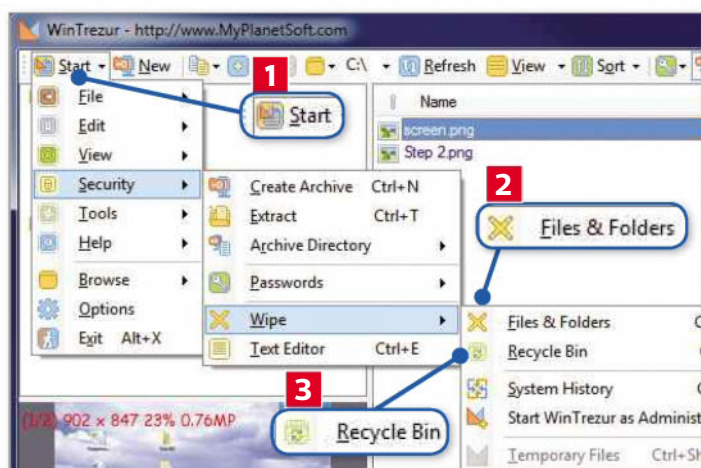 WinTrezur - http://www.MyPlanetSoft.com
Start New C:\ Refresh View Sort
1
Start
File
Edit
View
Security
Tools
Help
Browse
Options
Exit Alt+X
Name
screen.png
Step 2.png
Create Archive Ctrl+N
Extract Ctrl+T
Archive Directory
Passwords
Wipe
Text Editor Ctrl+E
2
Files & Folders
Files & Folders C
Recycle Bin
System History C
Start WinTrezur as Administ
Temporary Files Ctrl+Sh
3
Recycle Bin
(1/2) 902 x 847 23% 0.76MP